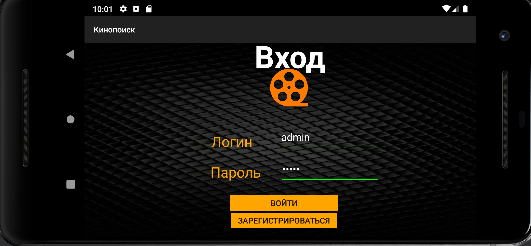 10:01
Кинопоиск
Вход
Логин admin
Пароль •••••
ВОЙТИ
ЗАРЕГИСТРИРОВАТЬСЯ